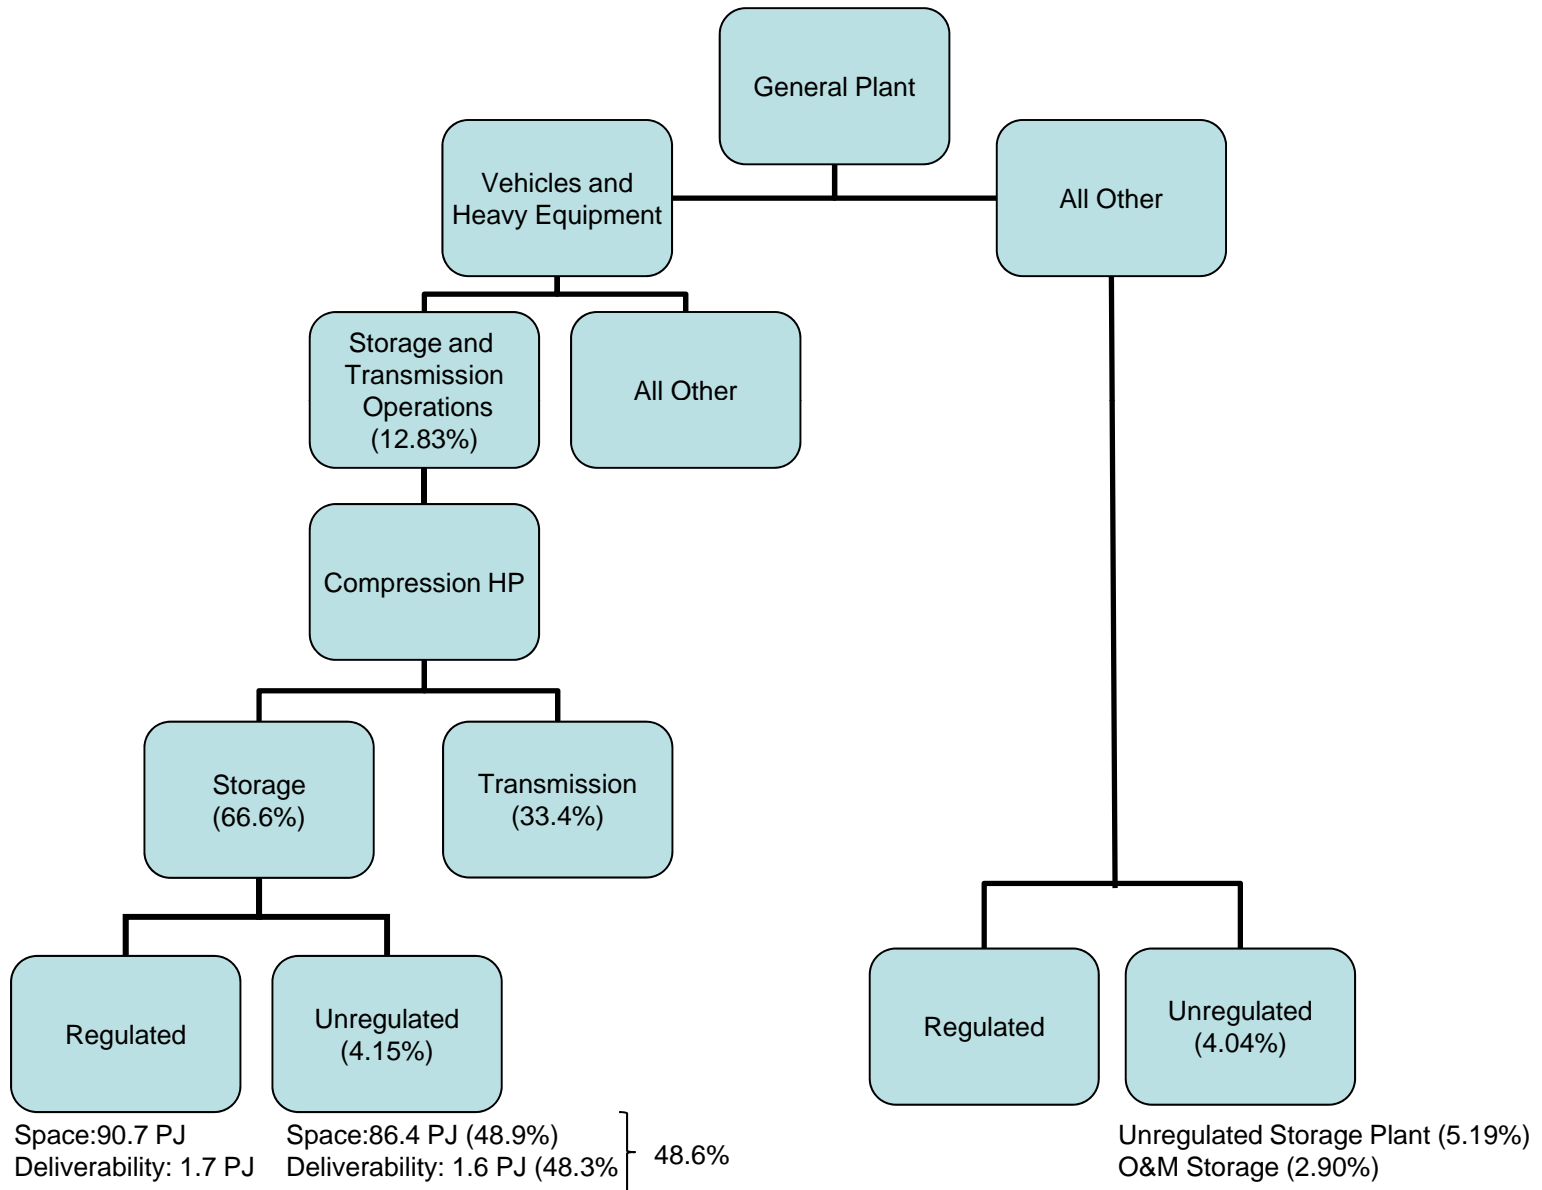 General Plant
Vehicles and
Heavy Equipment
All Other
Storage and
Transmission
Operations
(12.83%)
All Other
Compression HP
Storage
(66.6%)
Transmission
(33.4%)
Regulated
Unregulated
(4.15%)
Regulated
Unregulated
(4.04%)
Space:90.7 PJ
Deliverability: 1.7 PJ
Space:86.4 PJ (48.9%)
Deliverability: 1.6 PJ (48.3%
48.6%
Unregulated Storage Plant (5.19%)
O&M Storage (2.90%)